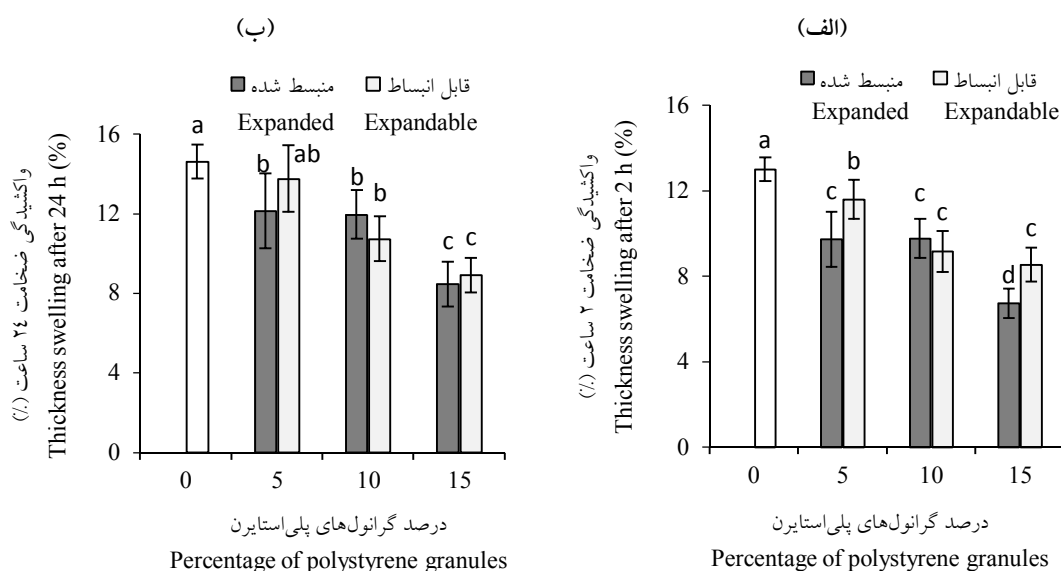 (ب)
منبسط شده قابل انبساط
Expanded Expandable
واکشیدگی ضخامت ٢٤ ساعت (٪)
Thickness swelling after 24 h (%)
16
12
8
4
0
a
b
ab
b
b
c
c
0 5 10 15
درصد گرانول‌های پلی‌استایرن
Percentage of polystyrene granules
(الف)
منبسط شده قابل انبساط
Expanded Expandable
واکشیدگی ضخامت ٢ ساعت (٪)
Thickness swelling after 2 h (%)
16
12
8
4
0
a
c
b
c
c
d
c
0 5 10 15
درصد گرانول‌های پلی‌استایرن
Percentage of polystyrene granules